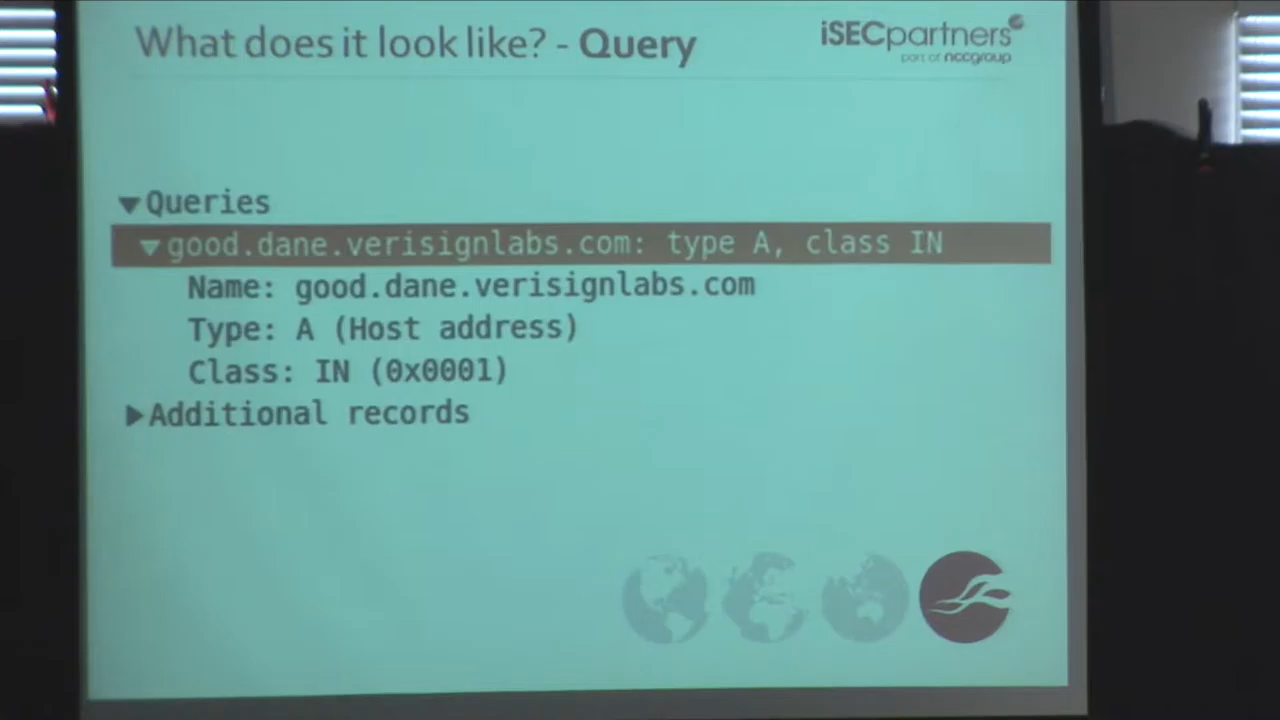 What does it look like? - Query
iSECpartners
part of nccgroup
Queries
good.dane.verisignlabs.com: type A, class IN
Name: good.dane.verisignlabs.com
Type: A (Host address)
Class: IN (0x0001)
Additional records